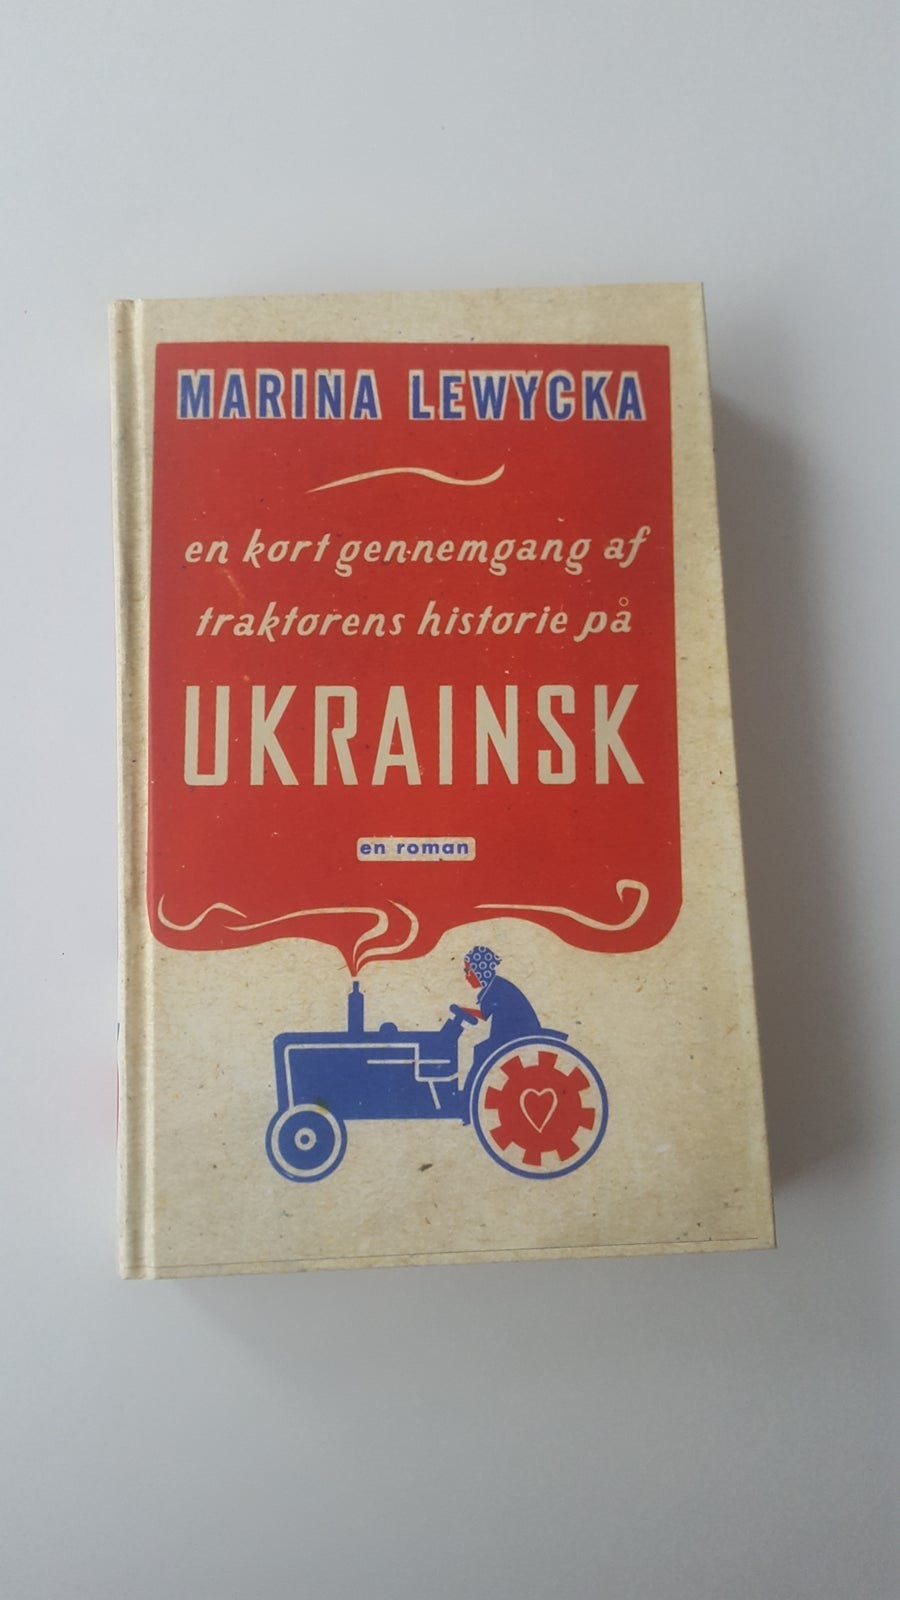 MARINA LEWYCKA
en kort gennemgang af
traktorens historie på
UKRAINSK
en roman